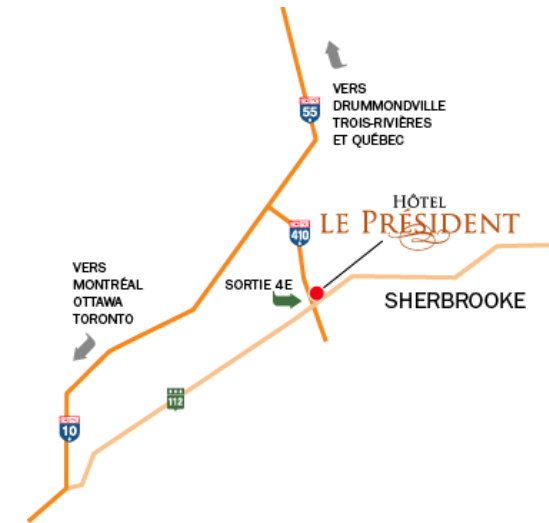 VERS
DRUMMONDVILLE
TROIS-RIVIÈRES
ET QUÉBEC
55
HÔTEL
LE PRÉSIDENT
410
VERS
MONTRÉAL
OTTAWA
TORONTO
SORTIE 4E
SHERBROOKE
112
10